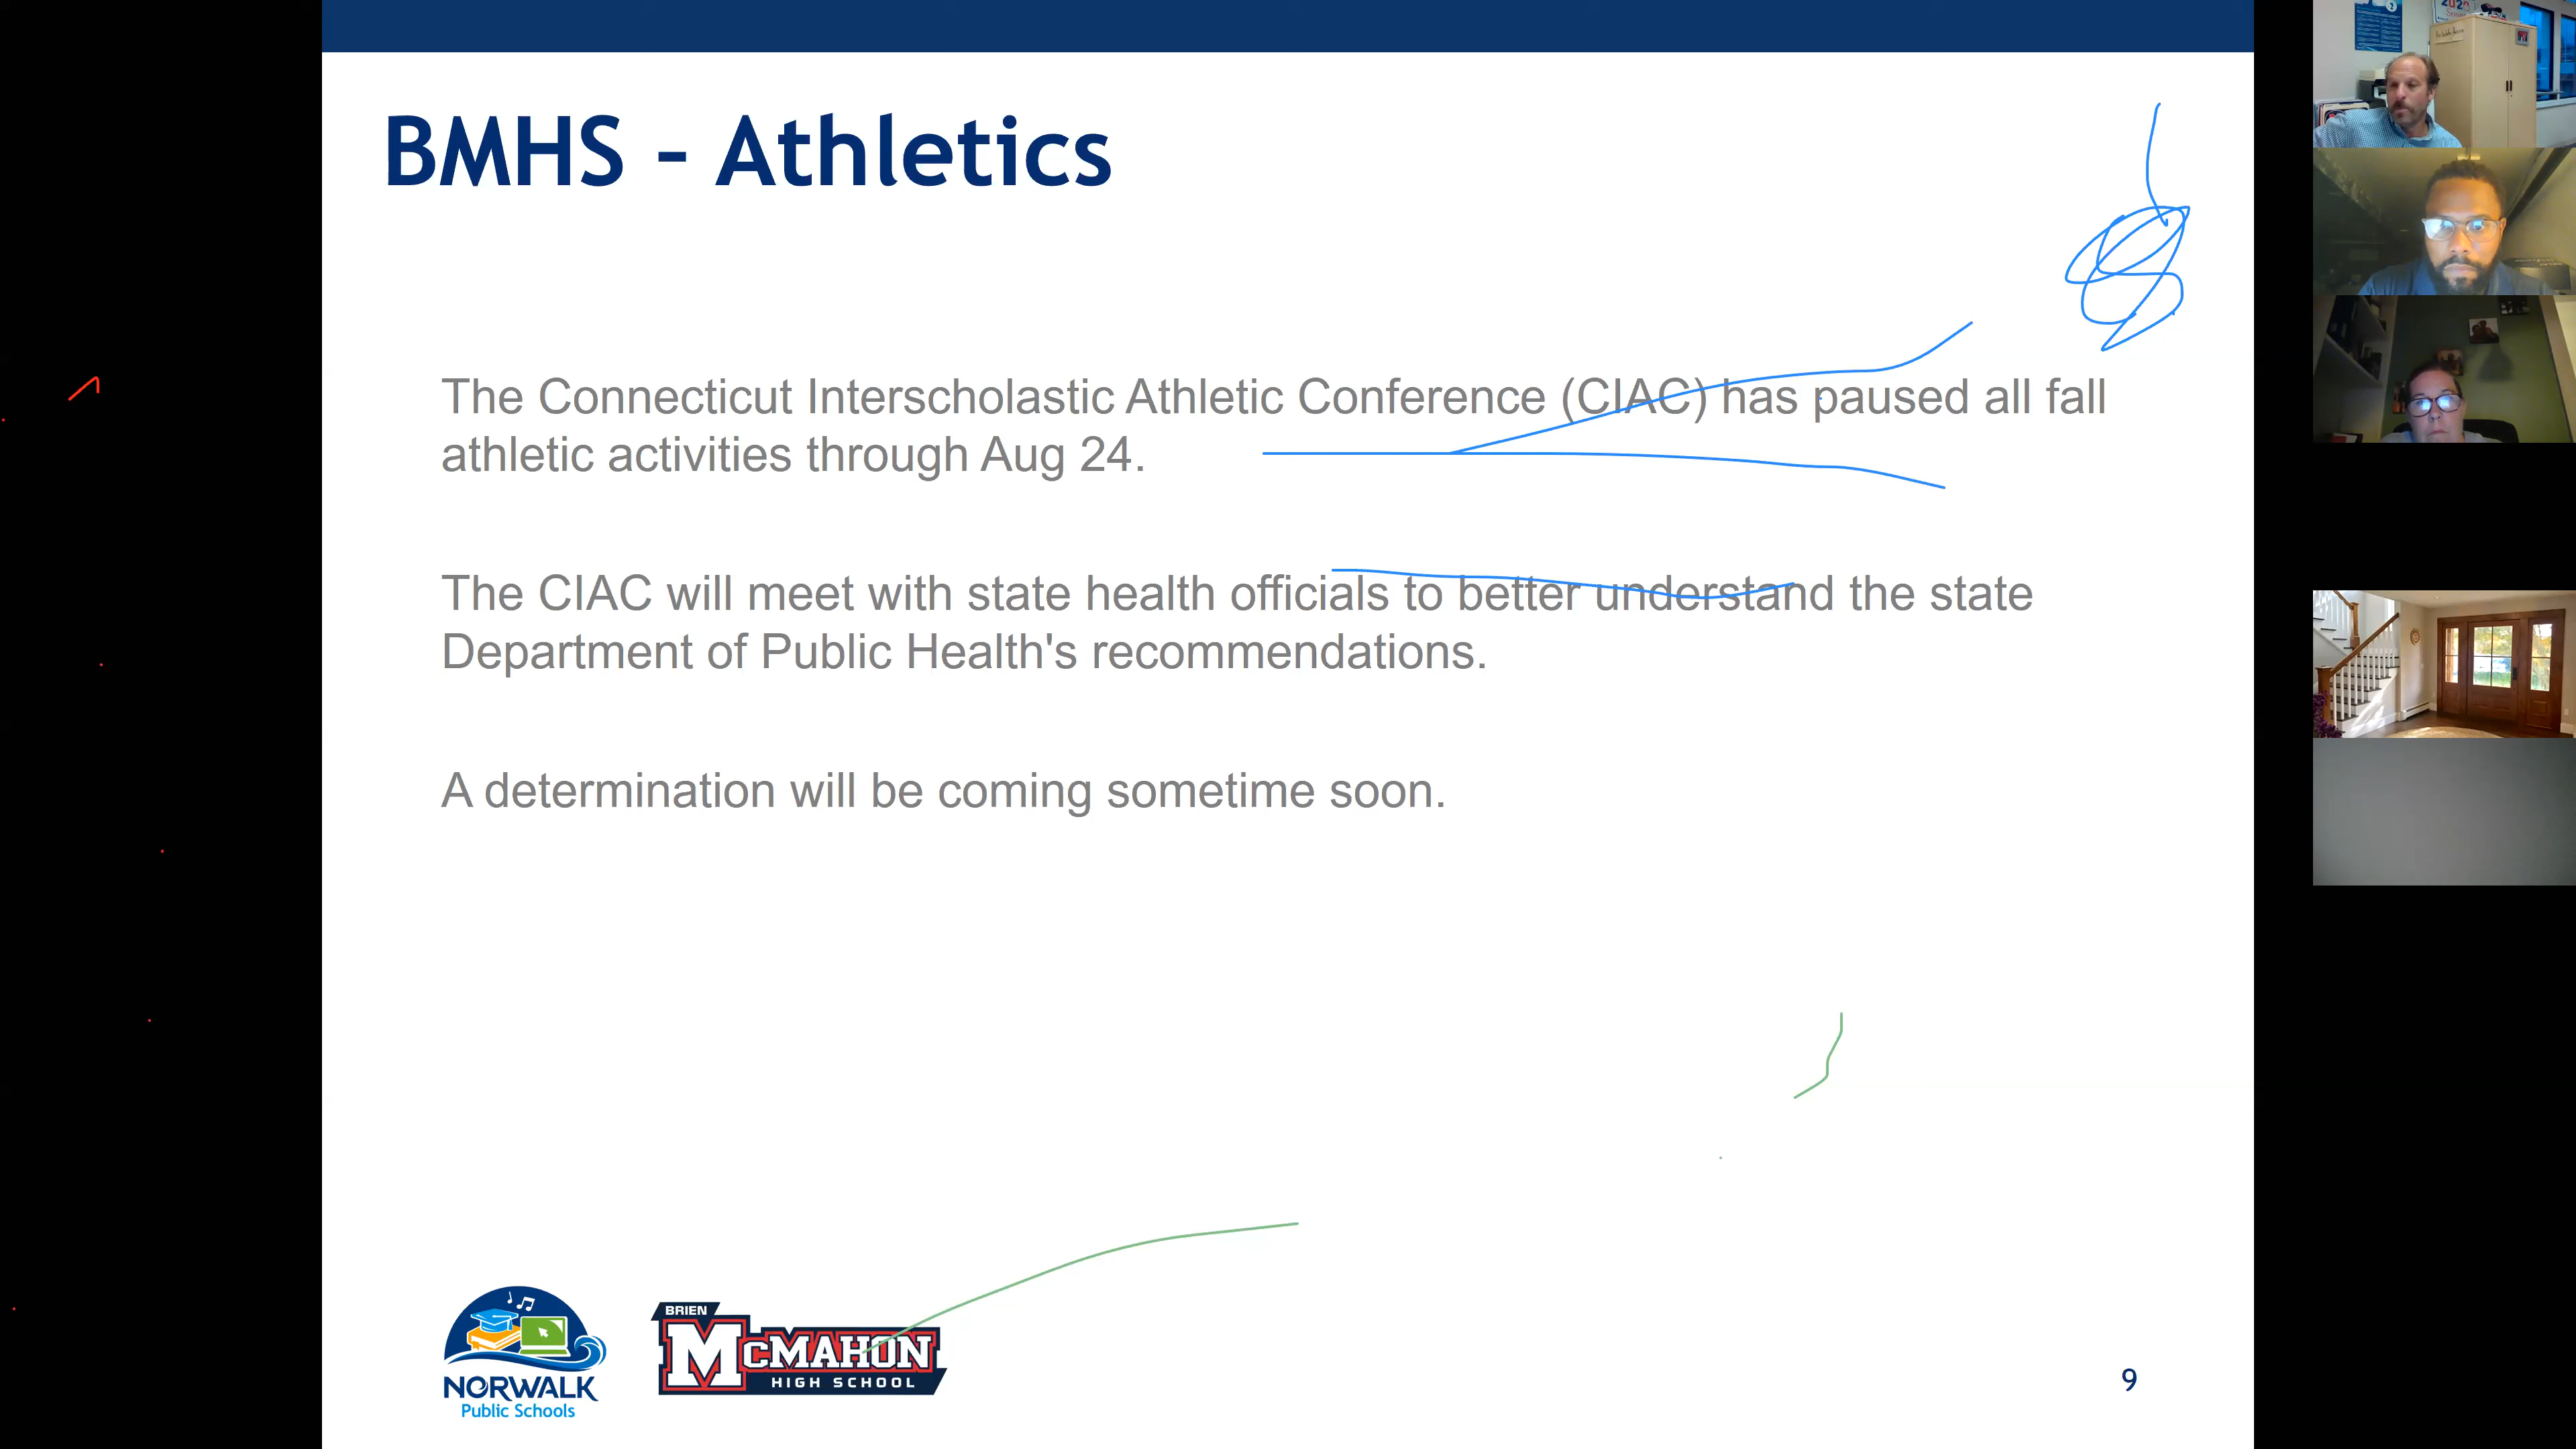 BMHS - Athletics
The Connecticut Interscholastic Athletic Conference (CIAC) has paused all fall
athletic activities through Aug 24.
The CIAC will meet with state health officials to better understand the state
Department of Public Health's recommendations.
A determination will be coming sometime soon.
NORWALK
Public Schools
BRIEN
MCMAHON
HIGH SCHOOL
9
2020